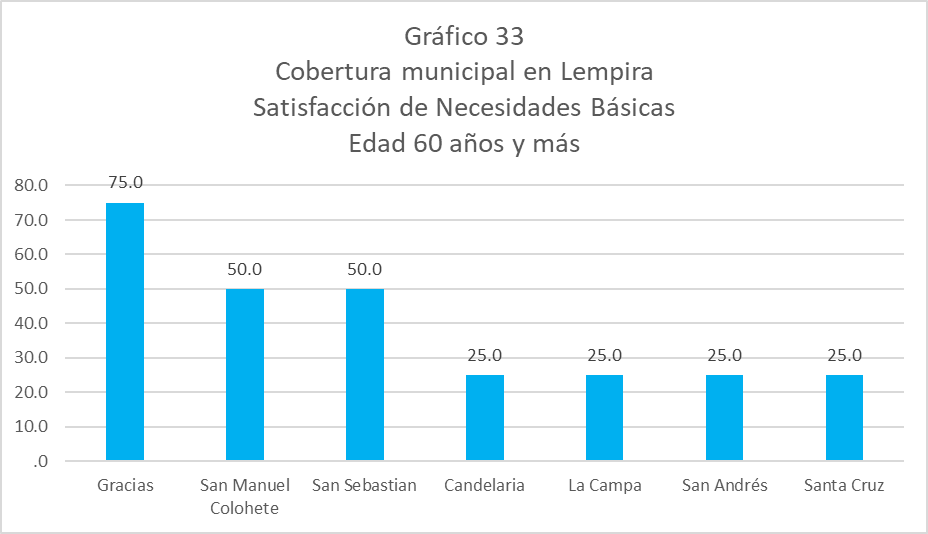 Gráfico 33
Cobertura municipal en Lempira
Satisfacción de Necesidades Básicas
Edad 60 años y más
80.0
70.0
60.0
50.0
40.0
30.0
20.0
10.0
.0
75.0
50.0
50.0
25.0
25.0
25.0
25.0
Gracias
San Manuel
Colohete
San Sebastian
Candelaria
La Campa
San Andrés
Santa Cruz